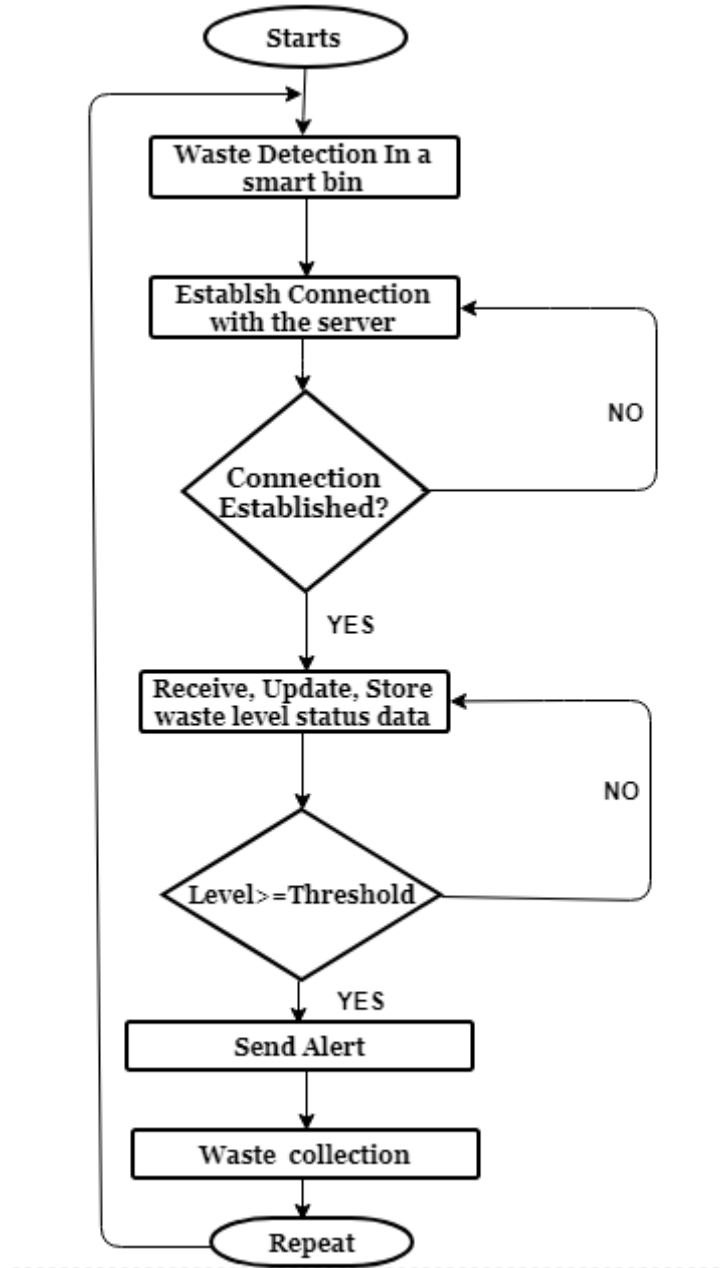 Starts
Waste Detection In a
smart bin
Establsh Connection
with the server
NO
Connection
Established?
YES
Receive, Update, Store
waste level status data
NO
Level>=Threshold
YES
Send Alert
Waste collection
Repeat